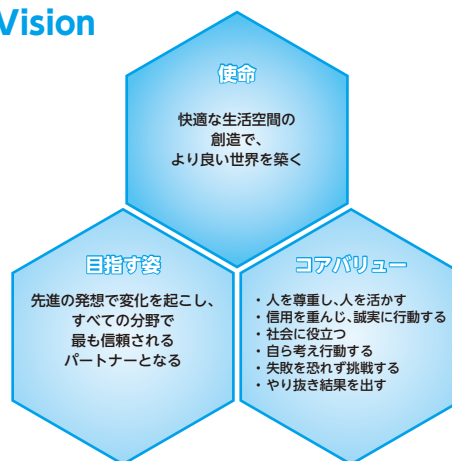 Vision
使命
快適な生活空間の
創造で、
より良い世界を築く
目指す姿
先進の発想で変化を起こし、
すべての分野で
最も信頼される
パートナーとなる
コアバリュー
・人を尊重し、人を活かす
・信用を重んじ、誠実に行動する
・社会に役立つ
・自ら考え行動する
・失敗を恐れず挑戦する
・やり抜き結果を出す